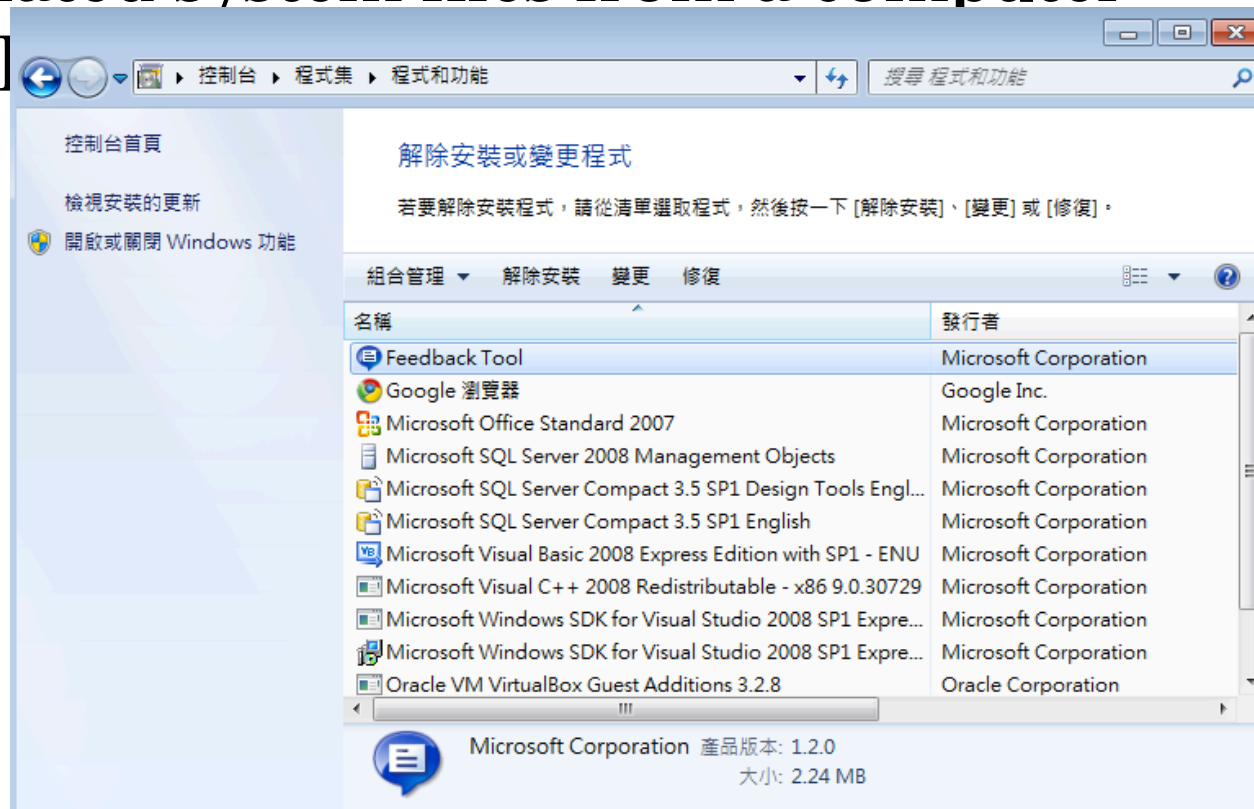 控制台 ▸ 程式集 ▸ 程式和功能
搜尋 程式和功能
控制台首頁
檢視安裝的更新
開啟或關閉 Windows 功能
解除安裝或變更程式
若要解除安裝程式，請從清單選取程式，然後按一下 [解除安裝]、[變更] 或 [修復]。
組合管理 解除安裝 變更 修復
名稱 發行者
Feedback Tool Microsoft Corporation
Google 瀏覽器 Google Inc.
Microsoft Office Standard 2007 Microsoft Corporation
Microsoft SQL Server 2008 Management Objects Microsoft Corporation
Microsoft SQL Server Compact 3.5 SP1 Design Tools Engl... Microsoft Corporation
Microsoft SQL Server Compact 3.5 SP1 English Microsoft Corporation
Microsoft Visual Basic 2008 Express Edition with SP1 - ENU Microsoft Corporation
Microsoft Visual C++ 2008 Redistributable - x86 9.0.30729 Microsoft Corporation
Microsoft Windows SDK for Visual Studio 2008 SP1 Expre... Microsoft Corporation
Microsoft Windows SDK for Visual Studio 2008 SP1 Expre... Microsoft Corporation
Oracle VM VirtualBox Guest Additions 3.2.8 Oracle Corporation
Microsoft Corporation 產品版本: 1.2.0
大小: 2.24 MB